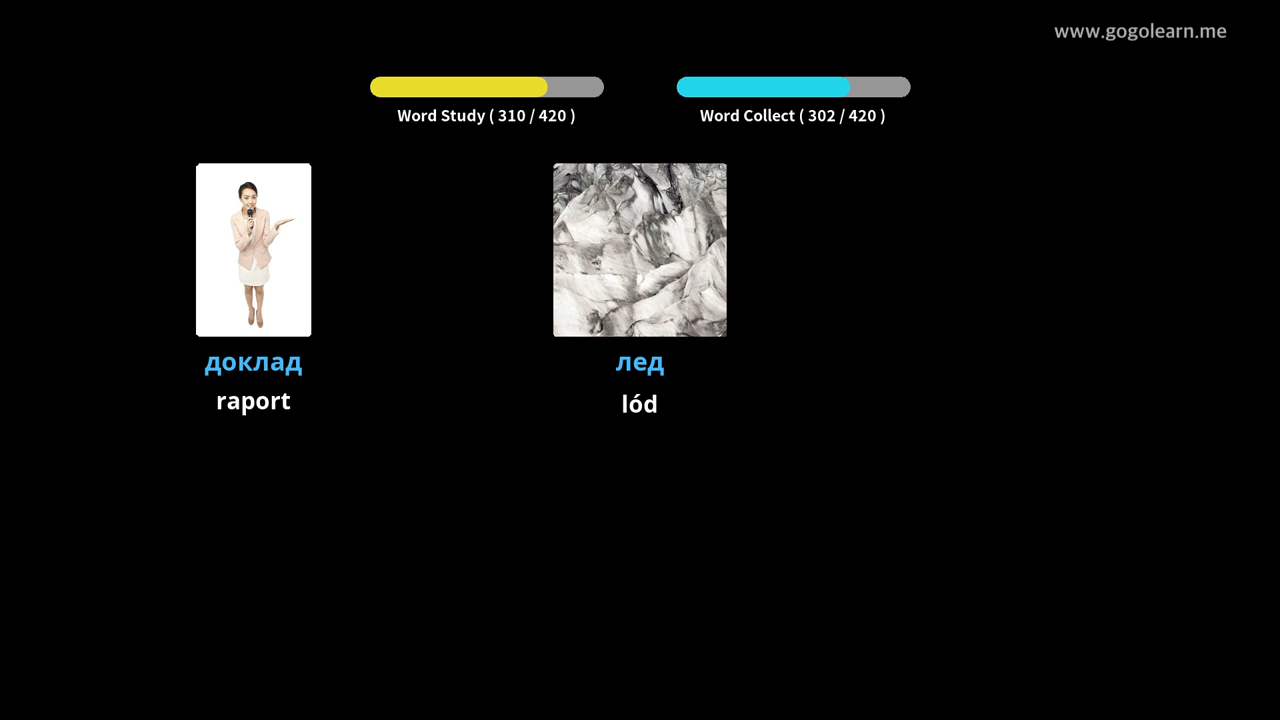 www.gogolearn.me
Word Study ( 310 / 420 )
Word Collect ( 302 / 420 )
доклад
raport
лед
lód